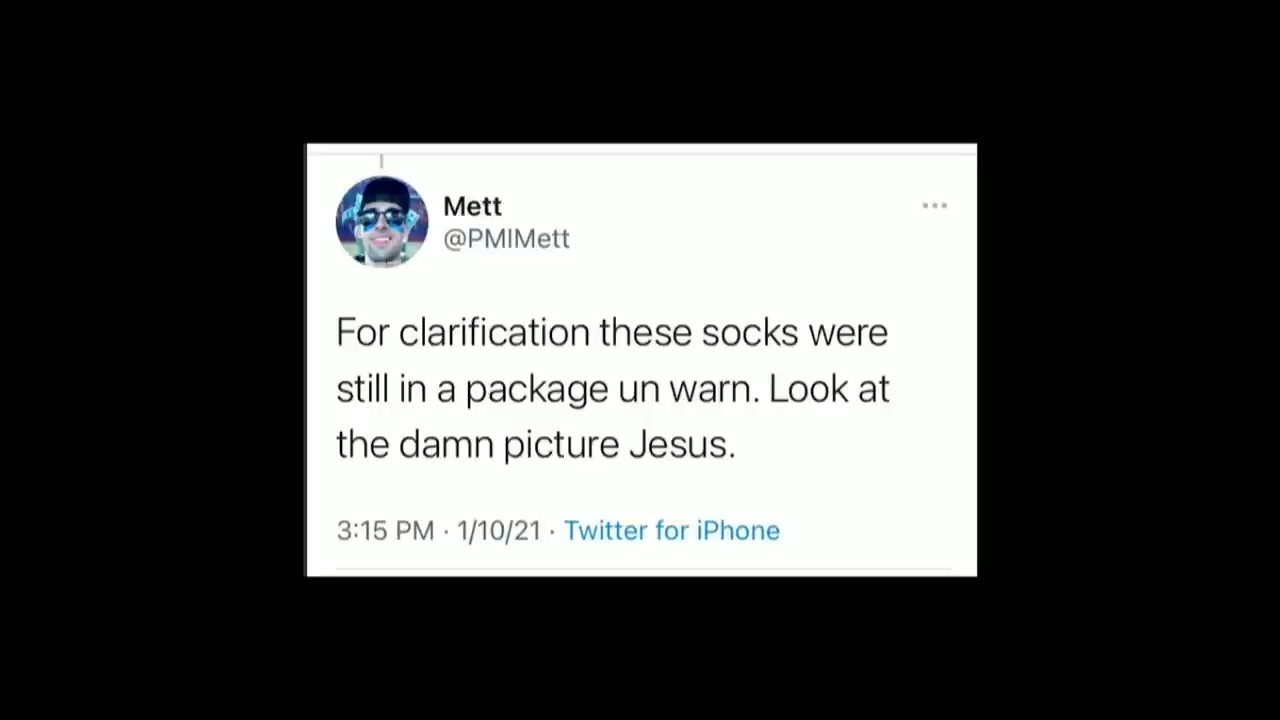 Mett
@PMIMett
For clarification these socks were
still in a package un warn. Look at
the damn picture Jesus.
3:15 PM · 1/10/21 · Twitter for iPhone